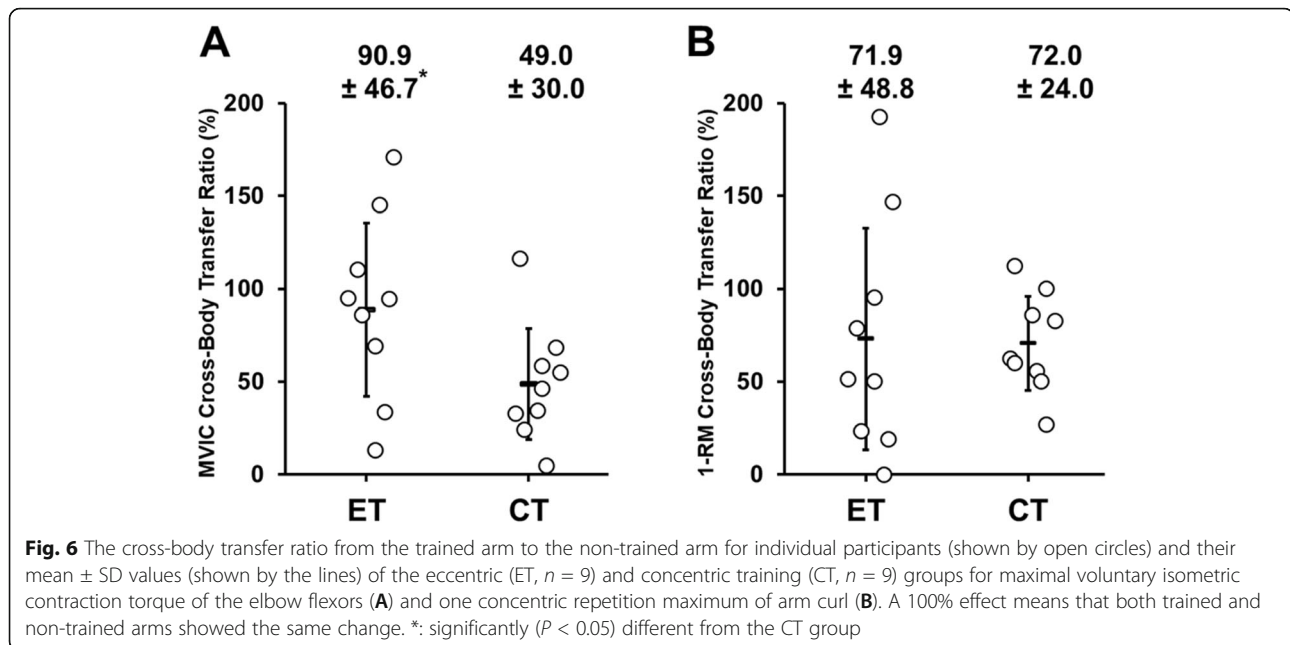 A
90.9
± 46.7*
49.0
± 30.0
MVIC Cross-Body Transfer Ratio (%)
200
150
100
50
0
ET
CT
B
71.9
± 48.8
72.0
± 24.0
1-RM Cross-Body Transfer Ratio (%)
200
150
100
50
0
ET
CT
Fig. 6 The cross-body transfer ratio from the trained arm to the non-trained arm for individual participants (shown by open circles) and their
mean ± SD values (shown by the lines) of the eccentric (ET, n = 9) and concentric training (CT, n = 9) groups for maximal voluntary isometric
contraction torque of the elbow flexors (A) and one concentric repetition maximum of arm curl (B). A 100% effect means that both trained and
non-trained arms showed the same change. *: significantly (P < 0.05) different from the CT group